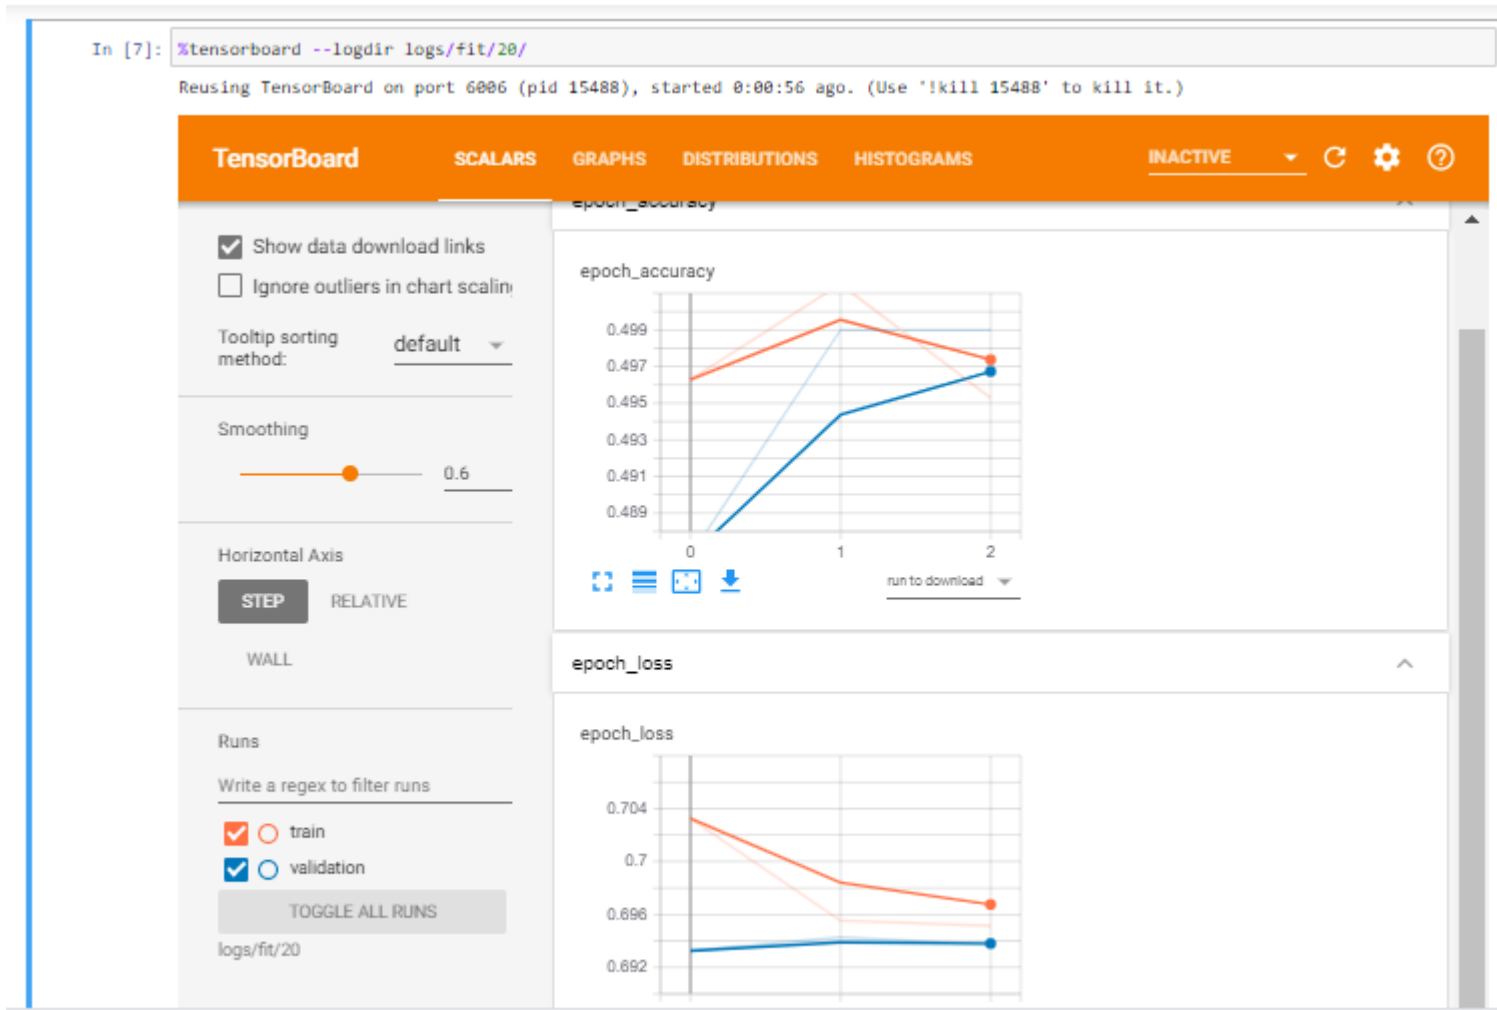 In [7]: %tensorboard --logdir logs/fit/20/
Reusing TensorBoard on port 6006 (pid 15488), started 0:00:56 ago. (Use '!kill 15488' to kill it.)
TensorBoard SCALARS GRAPHS DISTRIBUTIONS HISTOGRAMS INACTIVE
epoch_accuracy
Show data download links
Ignore outliers in chart scaling
Tooltip sorting
method:
default
Smoothing
0.6
Horizontal Axis
STEP RELATIVE
WALL
Runs
Write a regex to filter runs
train
validation
TOGGLE ALL RUNS
logs/fit/20
epoch_accuracy
0.499
0.497
0.495
0.493
0.491
0.489
0 1 2
run to download
epoch_loss
epoch_loss
0.704
0.7
0.696
0.692